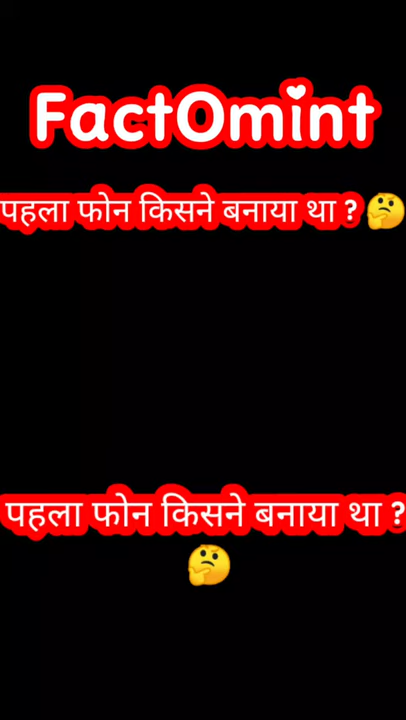 FactOmint
पहला फोन किसने बनाया था ? 🤔
पहला फोन किसने बनाया था ?
🤔